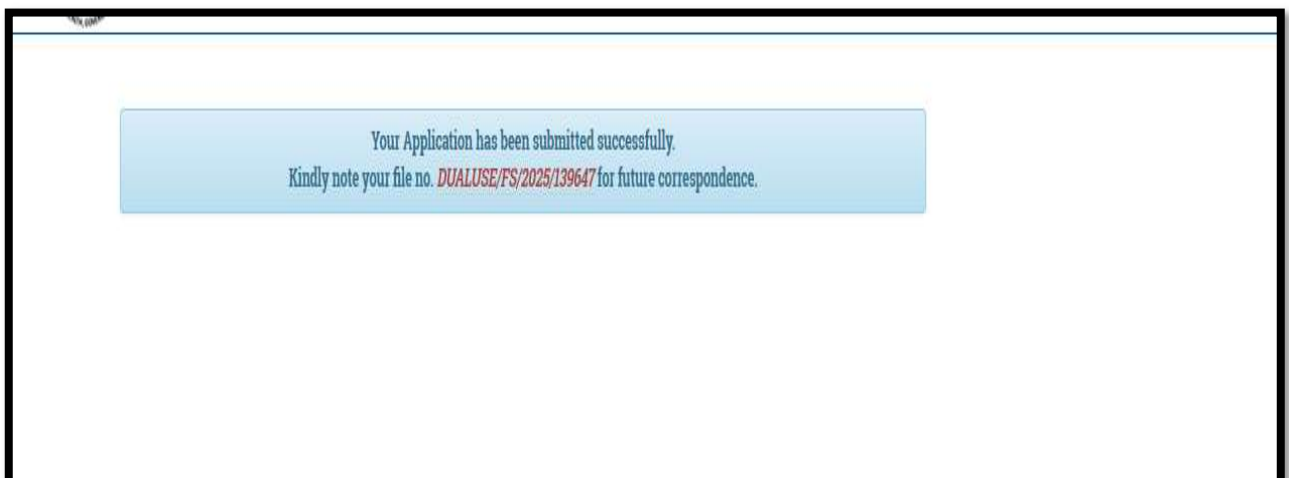 Your Application has been submitted successfully.
Kindly note your file no. DUALUSE/FS/2025/139647 for future correspondence.